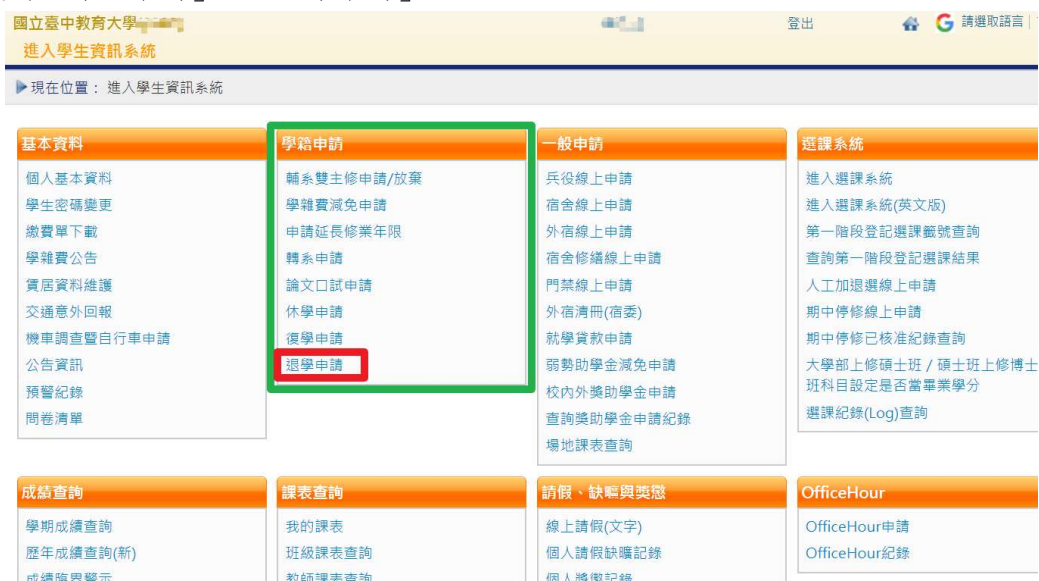 國立臺中教育大學
登出
請選取語言
進入學生資訊系統
現在位置： 進入學生資訊系統
基本資料
個人基本資料
學生密碼變更
繳費單下載
學雜費公告
賃居資料維護
交通意外回報
機車調查暨自行車申請
公告資訊
預警紀錄
問卷清單
學籍申請
輔系雙主修申請/放棄
學雜費減免申請
申請延長修業年限
轉系申請
論文口試申請
休學申請
復學申請
退學申請
一般申請
兵役線上申請
宿舍線上申請
外宿線上申請
宿舍修繕線上申請
門禁線上申請
外宿清冊(宿委)
就學貸款申請
弱勢助學金減免申請
校內外獎助學金申請
查詢獎助學金申請紀錄
場地課表查詢
選課系統
進入選課系統
進入選課系統(英文版)
第一階段登記選課籤號查詢
查詢第一階段登記選課結果
人工加退選線上申請
期中停修線上申請
期中停修已核准紀錄查詢
大學部上修碩士班 / 碩士班上修博士
班科目設定是否當畢業學分
選課紀錄(Log)查詢
成績查詢
學期成績查詢
歷年成績查詢(新)
成績臨界警示
課表查詢
我的課表
班級課表查詢
教師課表查詢
請假、缺曠與獎懲
線上請假(文字)
個人請假缺曠記錄
個人獎懲記錄
OfficeHour
OfficeHour申請
OfficeHour紀錄